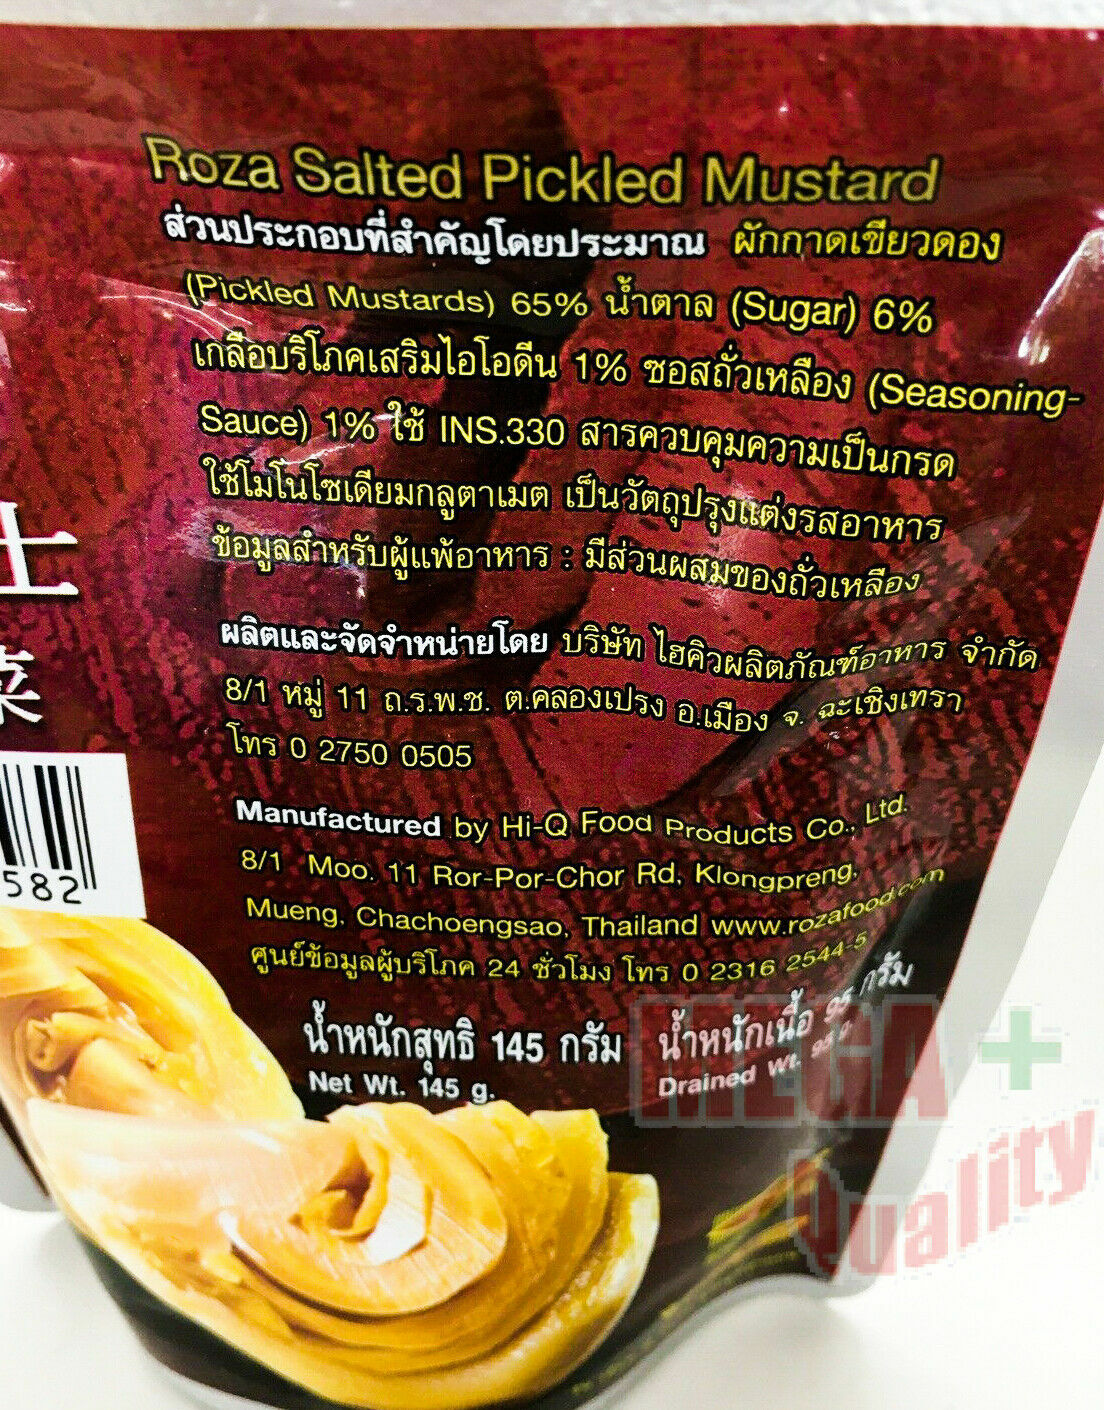 Roza Salted Pickled Mustard
ส่วนประกอบที่สำคัญโดยประมาณ ผักกาดเขียวดอง
(Pickled Mustards) 65% น้ำตาล (Sugar) 6%
เกลือบริโภคเสริมไอโอดีน 1% ซอสถั่วเหลือง (Seasoning-
Sauce) 1% ใช้ INS.330 สารควบคุมความเป็นกรด
ใช้โมโนโซเดียมกลูตาเมต เป็นวัตถุปรุงแต่งรสอาหาร
ข้อมูลสำหรับผู้แพ้อาหาร : มีส่วนผสมของถั่วเหลือง
ผลิตและจัดจำหน่ายโดย บริษัท ไฮคิวผลิตภัณฑ์อาหาร จำกัด
8/1 หมู่ 11 ถ.ร.พ.ช. ต.คลองเปรง อ.เมือง จ. ฉะเชิงเทรา
โทร 0 2750 0505
Manufactured by Hi-Q Food Products Co., Ltd.
8/1 Moo. 11 Ror-Por-Chor Rd, Klongpreng,
Mueng, Chachoengsao, Thailand www.rozafood.com
ศูนย์ข้อมูลผู้บริโภค 24 ชั่วโมง โทร 0 2316 2544-5
น้ำหนักสุทธิ 145 กรัม น้ำหนักเนื้อ 95 กรัม
Net Wt. 145 g. Drained Wt. 95 g.
菜
582
MEGA +
Quality